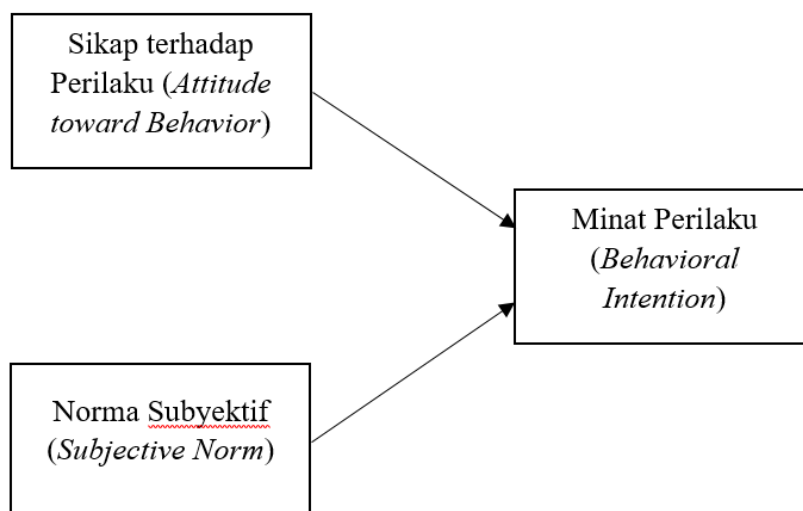 Sikap terhadap
Perilaku (Attitude
toward Behavior)
Minat Perilaku
(Behavioral
Intention)
Norma Subyektif
(Subjective Norm)